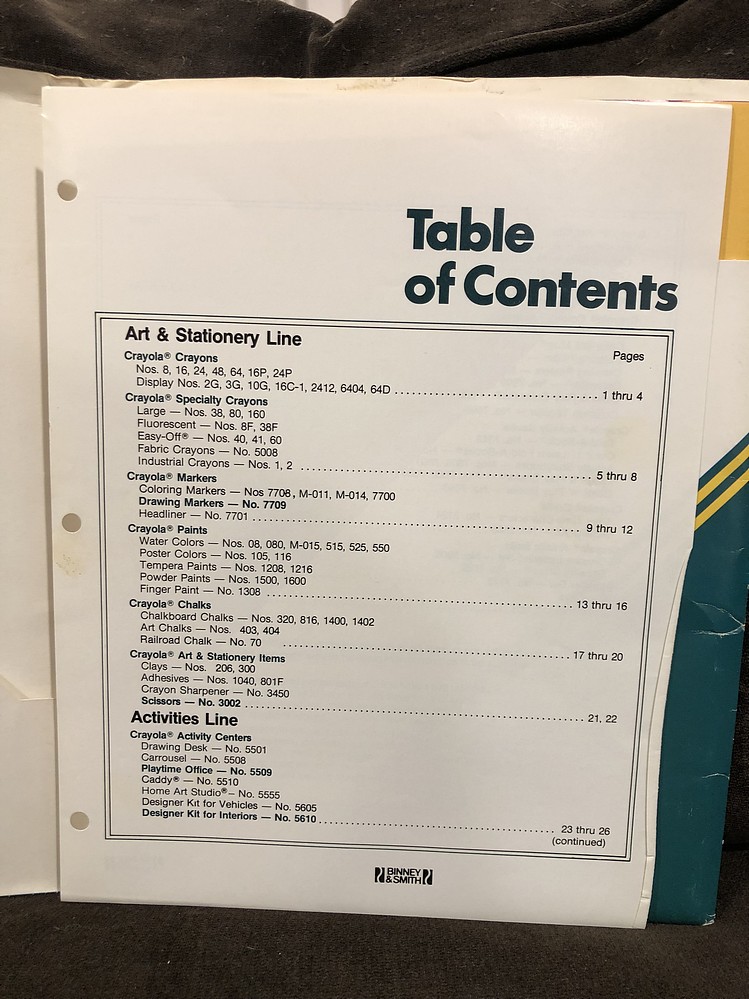 Table
of Contents
Art & Stationery Line
Pages
Crayola® Crayons
Nos. 8, 16, 24, 48, 64, 16P, 24P
Display Nos. 2G, 3G, 10G, 16C-1, 2412, 6404, 64D ........................................ 1 thru 4
Crayola® Specialty Crayons
Large — Nos. 38, 80, 160
Fluorescent — Nos. 8F, 38F
Easy-Off® — Nos. 40, 41, 60
Fabric Crayons — No. 5008
Industrial Crayons — Nos. 1, 2 ........................................ 5 thru 8
Crayola® Markers
Coloring Markers — Nos 7708, M-011, M-014, 7700
Drawing Markers — No. 7709
Headliner — No. 7701 ........................................ 9 thru 12
Crayola® Paints
Water Colors — Nos. 08, 080, M-015, 515, 525, 550
Poster Colors — Nos. 105, 116
Tempera Paints — Nos. 1208, 1216
Powder Paints — Nos. 1500, 1600
Finger Paint — No. 1308 ........................................ 13 thru 16
Crayola® Chalks
Chalkboard Chalks — Nos. 320, 816, 1400, 1402
Art Chalks — Nos. 403, 404
Railroad Chalk — No. 70 ........................................ 17 thru 20
Crayola® Art & Stationery Items
Clays — Nos. 206, 300
Adhesives — Nos. 1040, 801F
Crayon Sharpener — No. 3450
Scissors — No. 3002 ........................................ 21, 22
Activities Line
Crayola® Activity Centers
Drawing Desk — No. 5501
Carrousel — No. 5508
Playtime Office — No. 5509
Caddy® — No. 5510
Home Art Studio® – No. 5555
Designer Kit for Vehicles — No. 5605
Designer Kit for Interiors — No. 5610 ........................................ 23 thru 26
(continued)
BINNEY
& SMITH